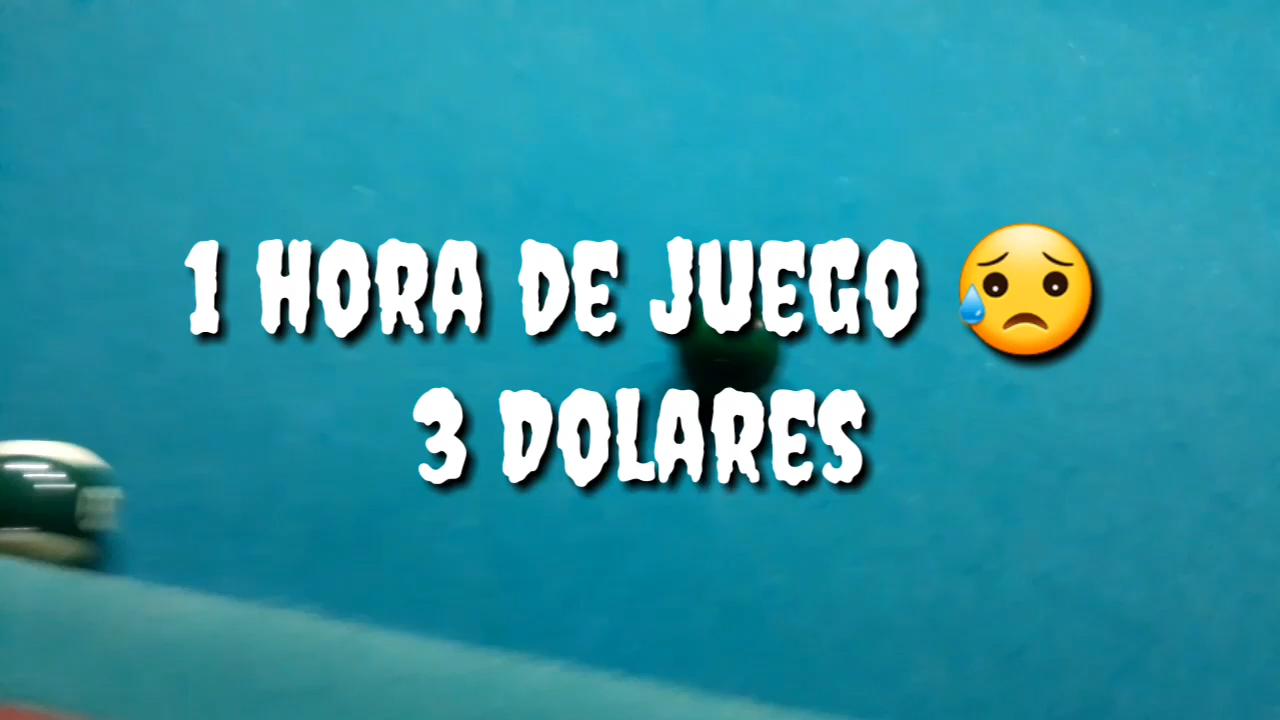 1 HORA DE JUEGO 😥
3 DOLARES